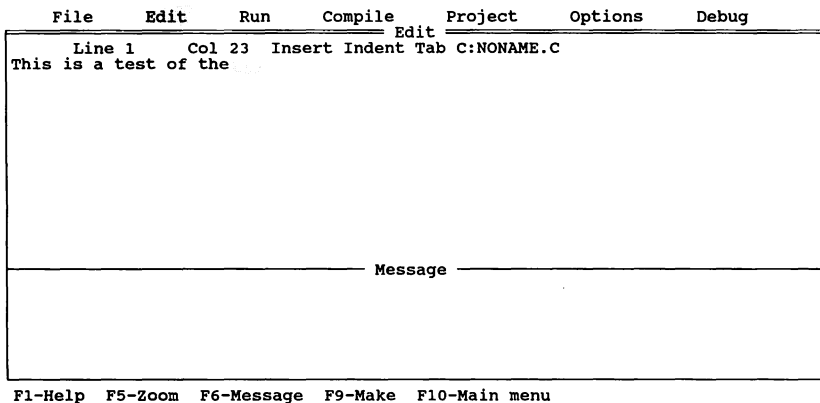 File Edit Run Compile Project Options Debug
Edit
Line 1 Col 23 Insert Indent Tab C:NONAME.C
This is a test of the
Message
F1-Help F5-Zoom F6-Message F9-Make F10-Main menu